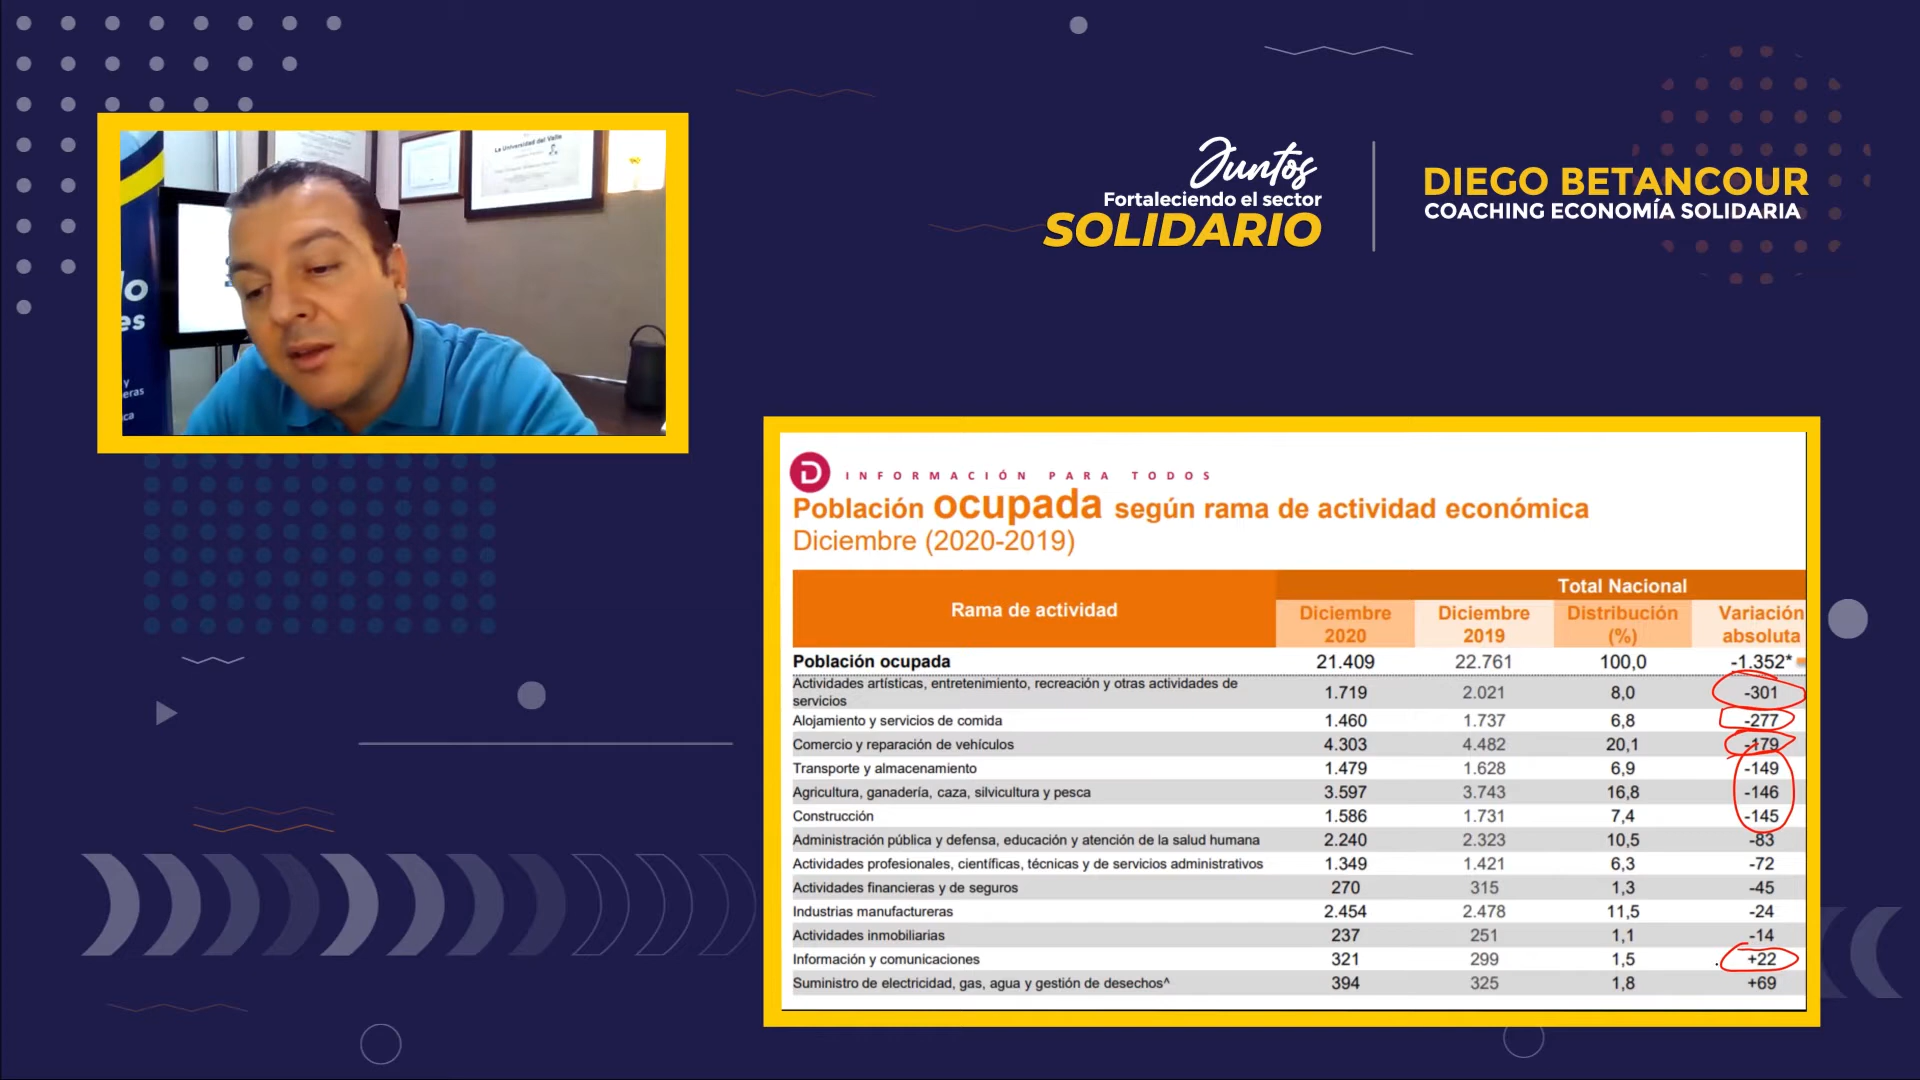 La Universidad del Valle
o
es
y
eras
ca
Juntos
Fortaleciendo el sector
SOLIDARIO
DIEGO BETANCOUR
COACHING ECONOMÍA SOLIDARIA
D INFORMACIÓN PARA TODOS
Población ocupada según rama de actividad económica
Diciembre (2020-2019)
Rama de actividad
Total Nacional
Diciembre 2020
Diciembre 2019
Distribución (%)
Variación absoluta
Población ocupada 21.409 22.761 100,0 -1.352*
Actividades artísticas, entretenimiento, recreación y otras actividades de
servicios 1.719 2.021 8,0 -301
Alojamiento y servicios de comida 1.460 1.737 6,8 -277
Comercio y reparación de vehículos 4.303 4.482 20,1 -179
Transporte y almacenamiento 1.479 1.628 6,9 -149
Agricultura, ganadería, caza, silvicultura y pesca 3.597 3.743 16,8 -146
Construcción 1.586 1.731 7,4 -145
Administración pública y defensa, educación y atención de la salud humana 2.240 2.323 10,5 -83
Actividades profesionales, científicas, técnicas y de servicios administrativos 1.349 1.421 6,3 -72
Actividades financieras y de seguros 270 315 1,3 -45
Industrias manufactureras 2.454 2.478 11,5 -24
Actividades inmobiliarias 237 251 1,1 -14
Información y comunicaciones 321 299 1,5 +22
Suministro de electricidad, gas, agua y gestión de desechos^ 394 325 1,8 +69